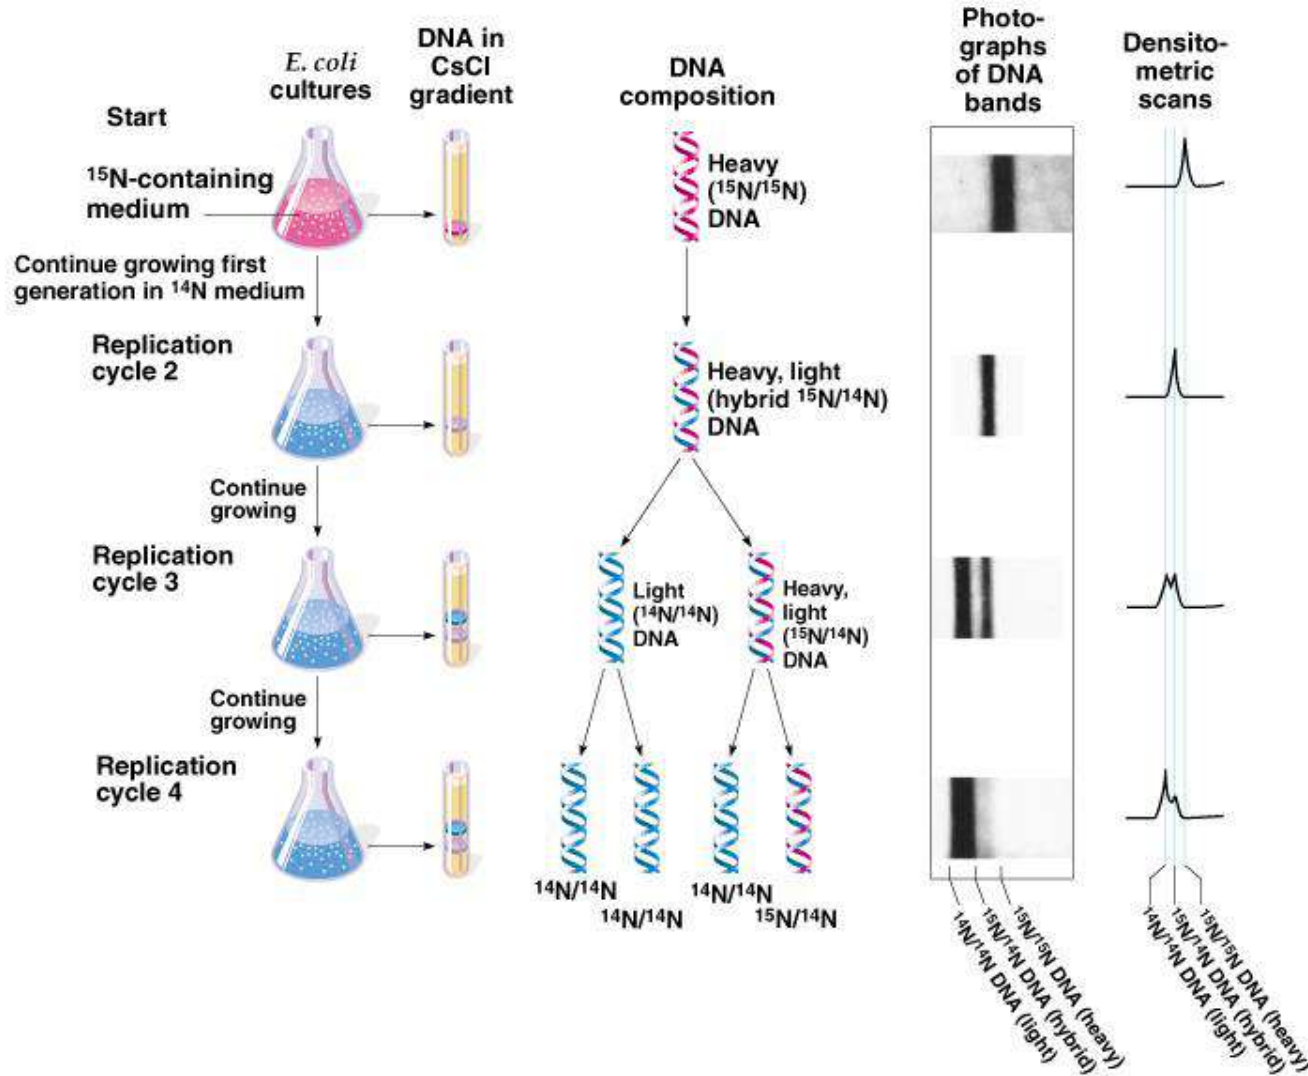 E. coli
cultures
DNA in
CsCl
gradient
DNA
composition
Photo-
graphs
of DNA
bands
Densito-
metric
scans
Start
¹⁵N-containing
medium
Heavy
(¹⁵N/¹⁵N)
DNA
Continue growing first
generation in ¹⁴N medium
Replication
cycle 2
Heavy, light
(hybrid ¹⁵N/¹⁴N)
DNA
Continue
growing
Replication
cycle 3
Light
(¹⁴N/¹⁴N)
DNA
Heavy,
light
(¹⁵N/¹⁴N)
DNA
Continue
growing
Replication
cycle 4
¹⁴N/¹⁴N
¹⁴N/¹⁴N
¹⁴N/¹⁴N
¹⁵N/¹⁴N
¹⁴N/¹⁴N DNA (light)
¹⁵N/¹⁴N DNA (hybrid)
¹⁵N/¹⁵N DNA (heavy)
¹⁴N/¹⁴N DNA (light)
¹⁵N/¹⁴N DNA (hybrid)
¹⁵N/¹⁵N DNA (heavy)